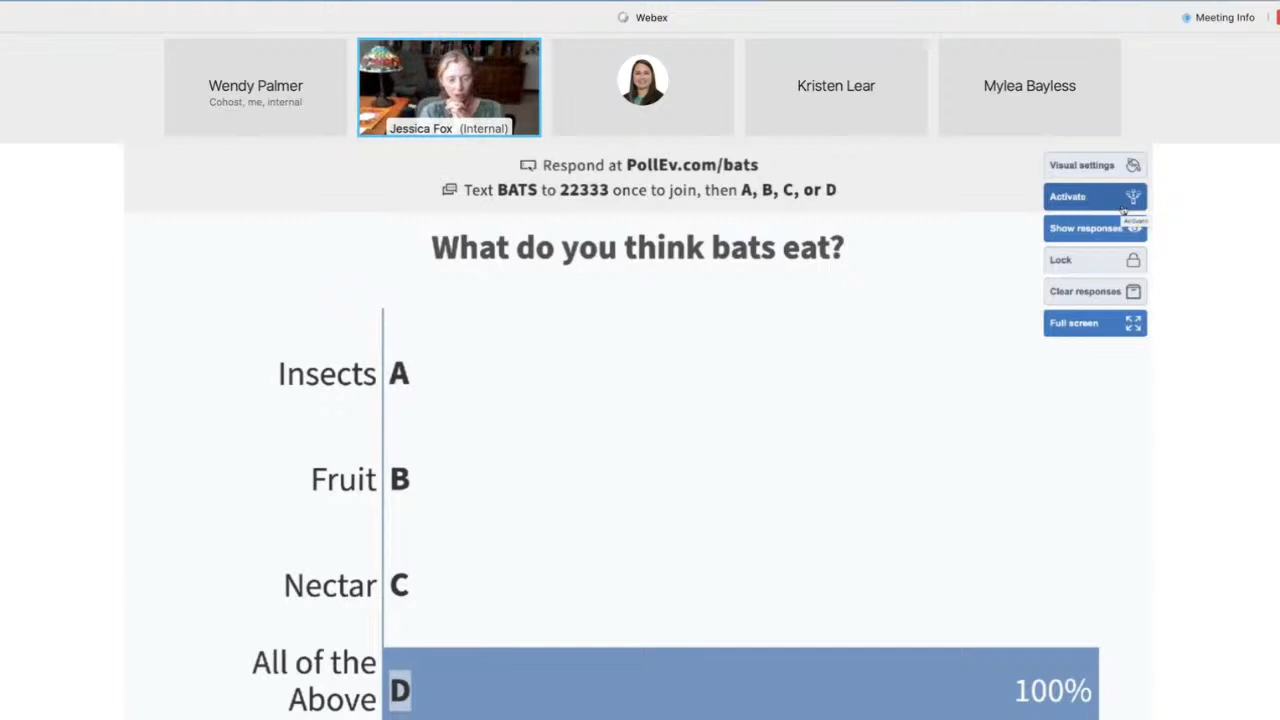 Webex
Meeting Info
Wendy Palmer
Cohost, me, internal
Jessica Fox (Internal)
Kristen Lear
Mylea Bayless
Respond at PollEv.com/bats
Text BATS to 22333 once to join, then A, B, C, or D
Visual settings
Activate
Activate
Show responses
Lock
Clear responses
Full screen
What do you think bats eat?
Insects A
Fruit B
Nectar C
All of the
Above D
100%